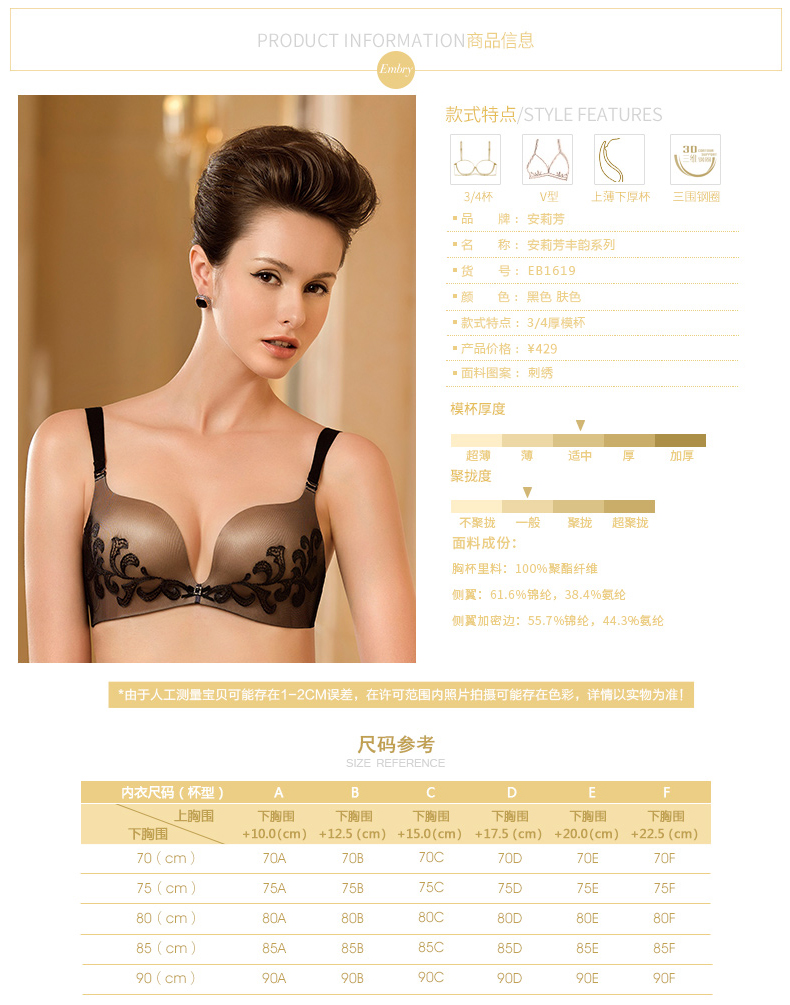 PRODUCT INFORMATION商品信息
Embry
款式特点/STYLE FEATURES
3D
三维
3/4杯 V型 上薄下厚杯 三围钢圈
品 牌： 安莉芳
名 称： 安莉芳丰韵系列
货 号： EB1619
颜 色： 黑色 肤色
款式特点： 3/4厚模杯
产品价格： ¥429
面料图案： 刺绣
模杯厚度
超薄 薄 适中 厚 加厚
聚拢度
不聚拢 一般 聚拢 超聚拢
面料成份：
胸杯里料：100%聚酯纤维
侧翼：61.6%锦纶，38.4%氨纶
侧翼加密边：55.7%锦纶，44.3%氨纶
*由于人工测量宝贝可能存在1-2CM误差，在许可范围内照片拍摄可能存在色彩，详情以实物为准！
尺码参考
SIZE REFERENCE
内衣尺码（杯型） A B C D E F
上胸围 下胸围 下胸围 下胸围 下胸围 下胸围 下胸围
下胸围 +10.0(cm) +12.5 (cm) +15.0(cm) +17.5 (cm) +20.0(cm) +22.5 (cm)
70（cm） 70A 70B 70C 70D 70E 70F
75（cm） 75A 75B 75C 75D 75E 75F
80（cm） 80A 80B 80C 80D 80E 80F
85（cm） 85A 85B 85C 85D 85E 85F
90（cm） 90A 90B 90C 90D 90E 90F